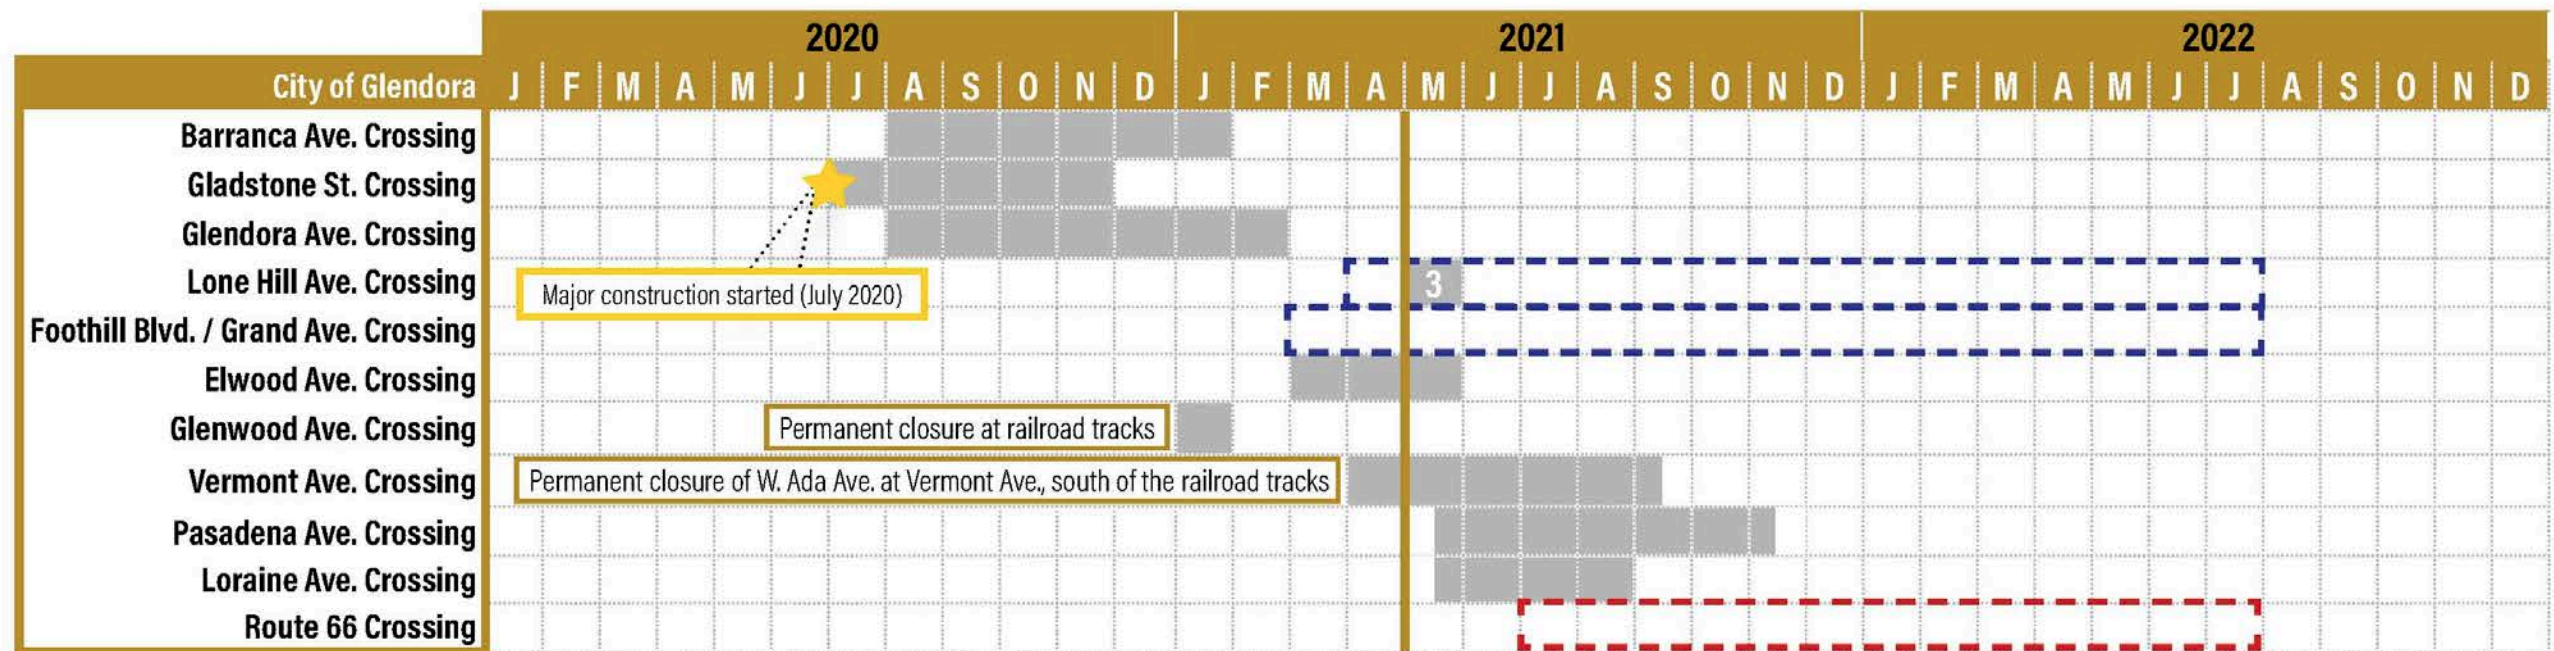 2020 2021 2022
City of Glendora J F M A M J J A S O N D J F M A M J J A S O N D J F M A M J J A S O N D
Barranca Ave. Crossing
Gladstone St. Crossing
Glendora Ave. Crossing
Lone Hill Ave. Crossing 3
Major construction started (July 2020)
Foothill Blvd. / Grand Ave. Crossing
Elwood Ave. Crossing
Glenwood Ave. Crossing Permanent closure at railroad tracks
Vermont Ave. Crossing Permanent closure of W. Ada Ave. at Vermont Ave., south of the railroad tracks
Pasadena Ave. Crossing
Loraine Ave. Crossing
Route 66 Crossing